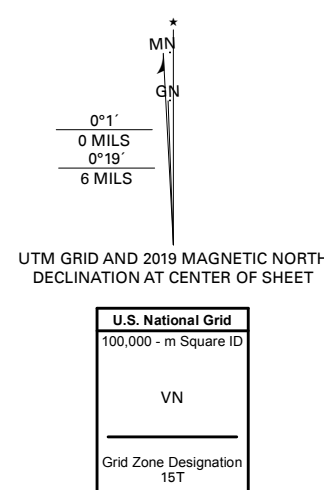 ★
MN
GN
0°1´
0 MILS
0°19´
6 MILS
UTM GRID AND 2019 MAGNETIC NORTH
DECLINATION AT CENTER OF SHEET
U.S. National Grid
100,000 - m Square ID
VN
Grid Zone Designation
15T